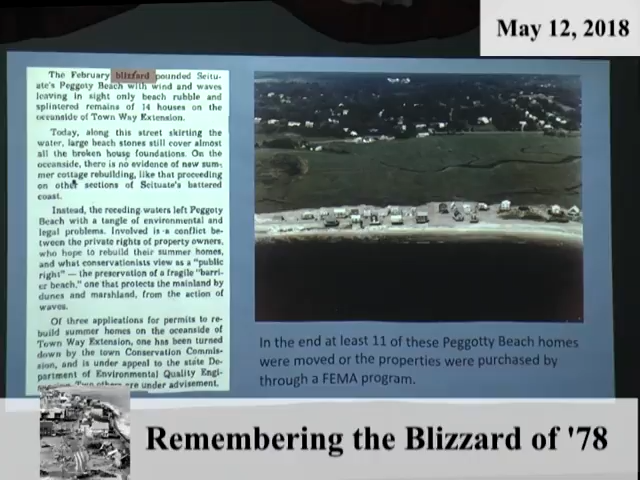 May 12, 2018
The February blizzard pounded Scitu-
ate's Peggoty Beach with wind and waves
leaving in sight only beach rubble and
splintered remains of 14 houses on the
oceanside of Town Way Extension.
Today, along this street skirting the
water, large beach stones still cover almost
all the broken house foundations. On the
oceanside, there is no evidence of new sum-
mer cottage rebuilding, like that proceeding
on other sections of Scituate's battered
coast.
Instead, the receding waters left Peggoty
Beach with a tangle of environmental and
legal problems. Involved is a conflict be-
tween the private rights of property owners,
who hope to rebuild their summer homes,
and what conservationists view as a "public
right" — the preservation of a fragile "barri-
er beach," one that protects the mainland by
dunes and marshland, from the action of
waves.
Of three applications for permits to re-
build summer homes on the oceanside of
Town Way Extension, one has been turned
down by the town Conservation Commis-
sion, and is under appeal to the state De-
partment of Environmental Quality Engi-
Two others are under advisement.
In the end at least 11 of these Peggotty Beach homes
were moved or the properties were purchased by
through a FEMA program.
Remembering the Blizzard of '78